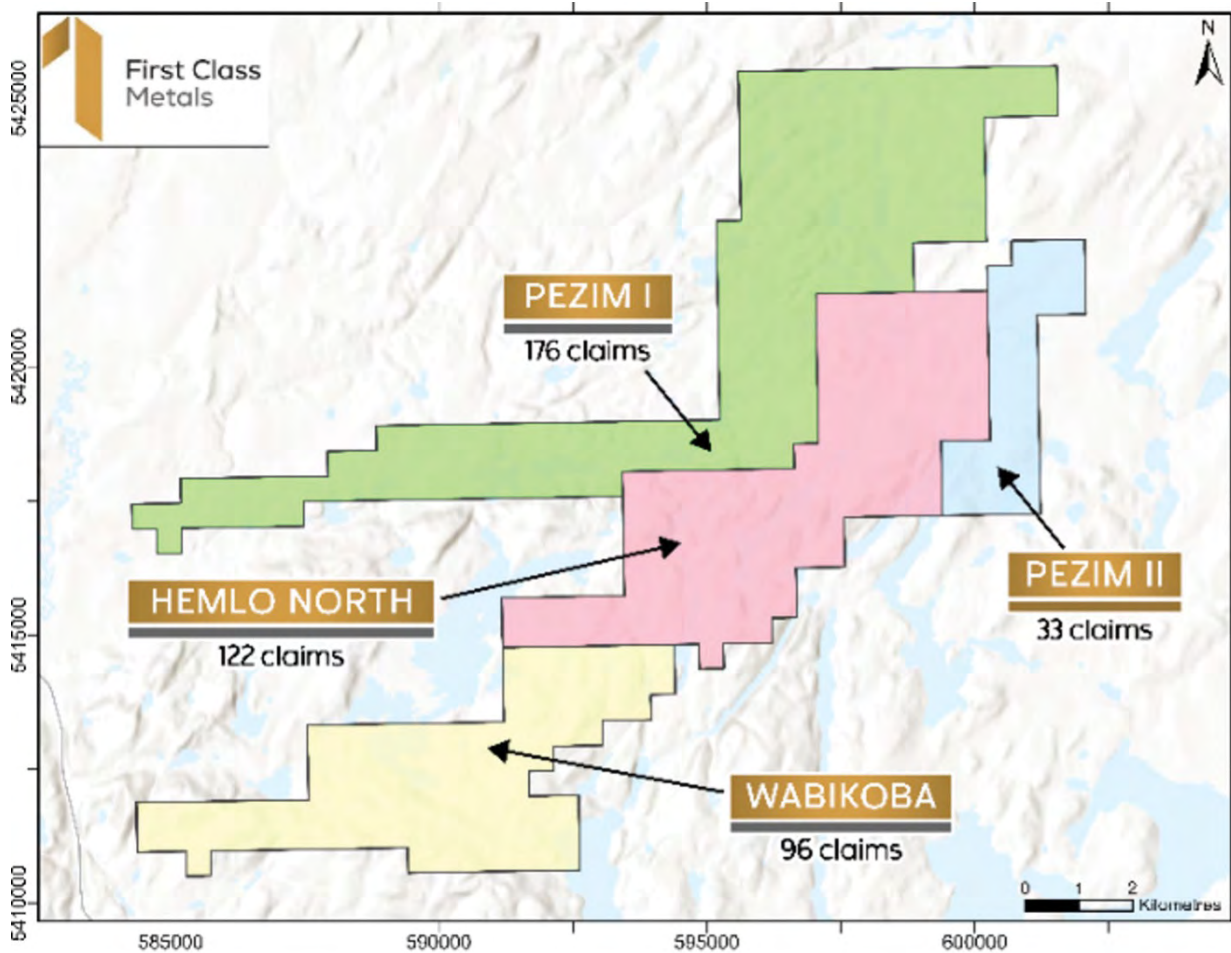 First Class
Metals
N
PEZIM I
176 claims
HEMLO NORTH
122 claims
PEZIM II
33 claims
WABIKOBA
96 claims
0 1 2
Kilometres
5425000
5420000
5415000
5410000
585000 590000 595000 600000